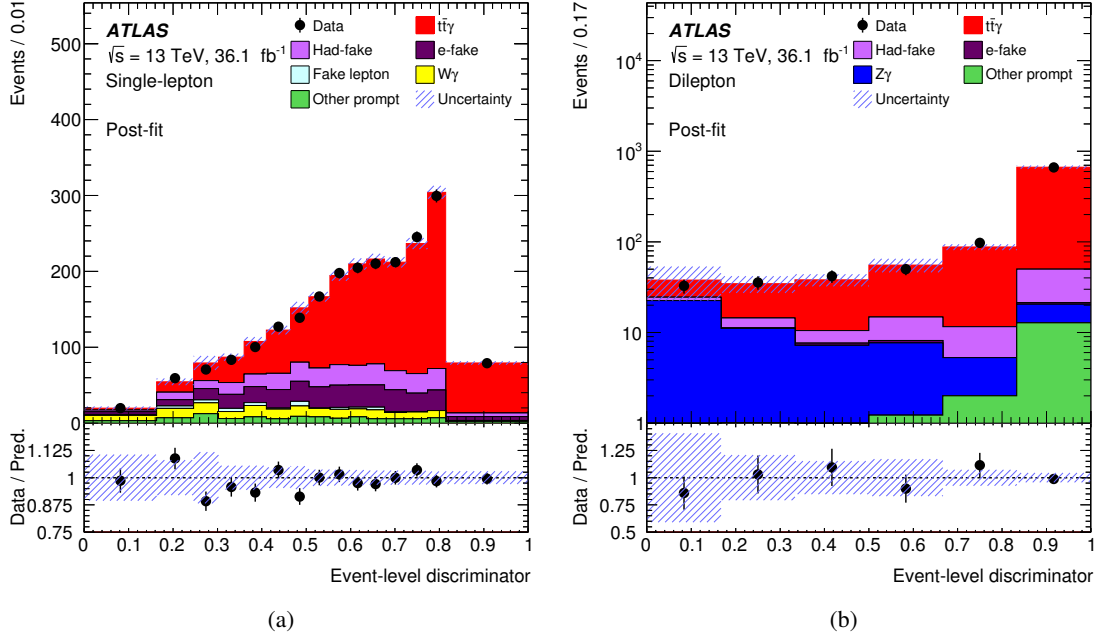 Events / 0.01
500
400
300
200
100
0
ATLAS
√s = 13 TeV, 36.1 fb⁻¹
Single-lepton
Post-fit
Data
tt̄γ
Had-fake
e-fake
Fake lepton
Wγ
Other prompt
Uncertainty
Data / Pred.
1.125
1
0.875
0.75
0 0.1 0.2 0.3 0.4 0.5 0.6 0.7 0.8 0.9 1
Event-level discriminator
(a)
Events / 0.17
10⁴
10³
10²
10
1
ATLAS
√s = 13 TeV, 36.1 fb⁻¹
Dilepton
Post-fit
Data
tt̄γ
Had-fake
e-fake
Zγ
Other prompt
Uncertainty
Data / Pred.
1.25
1
0.75
0.5
0 0.1 0.2 0.3 0.4 0.5 0.6 0.7 0.8 0.9 1
Event-level discriminator
(b)